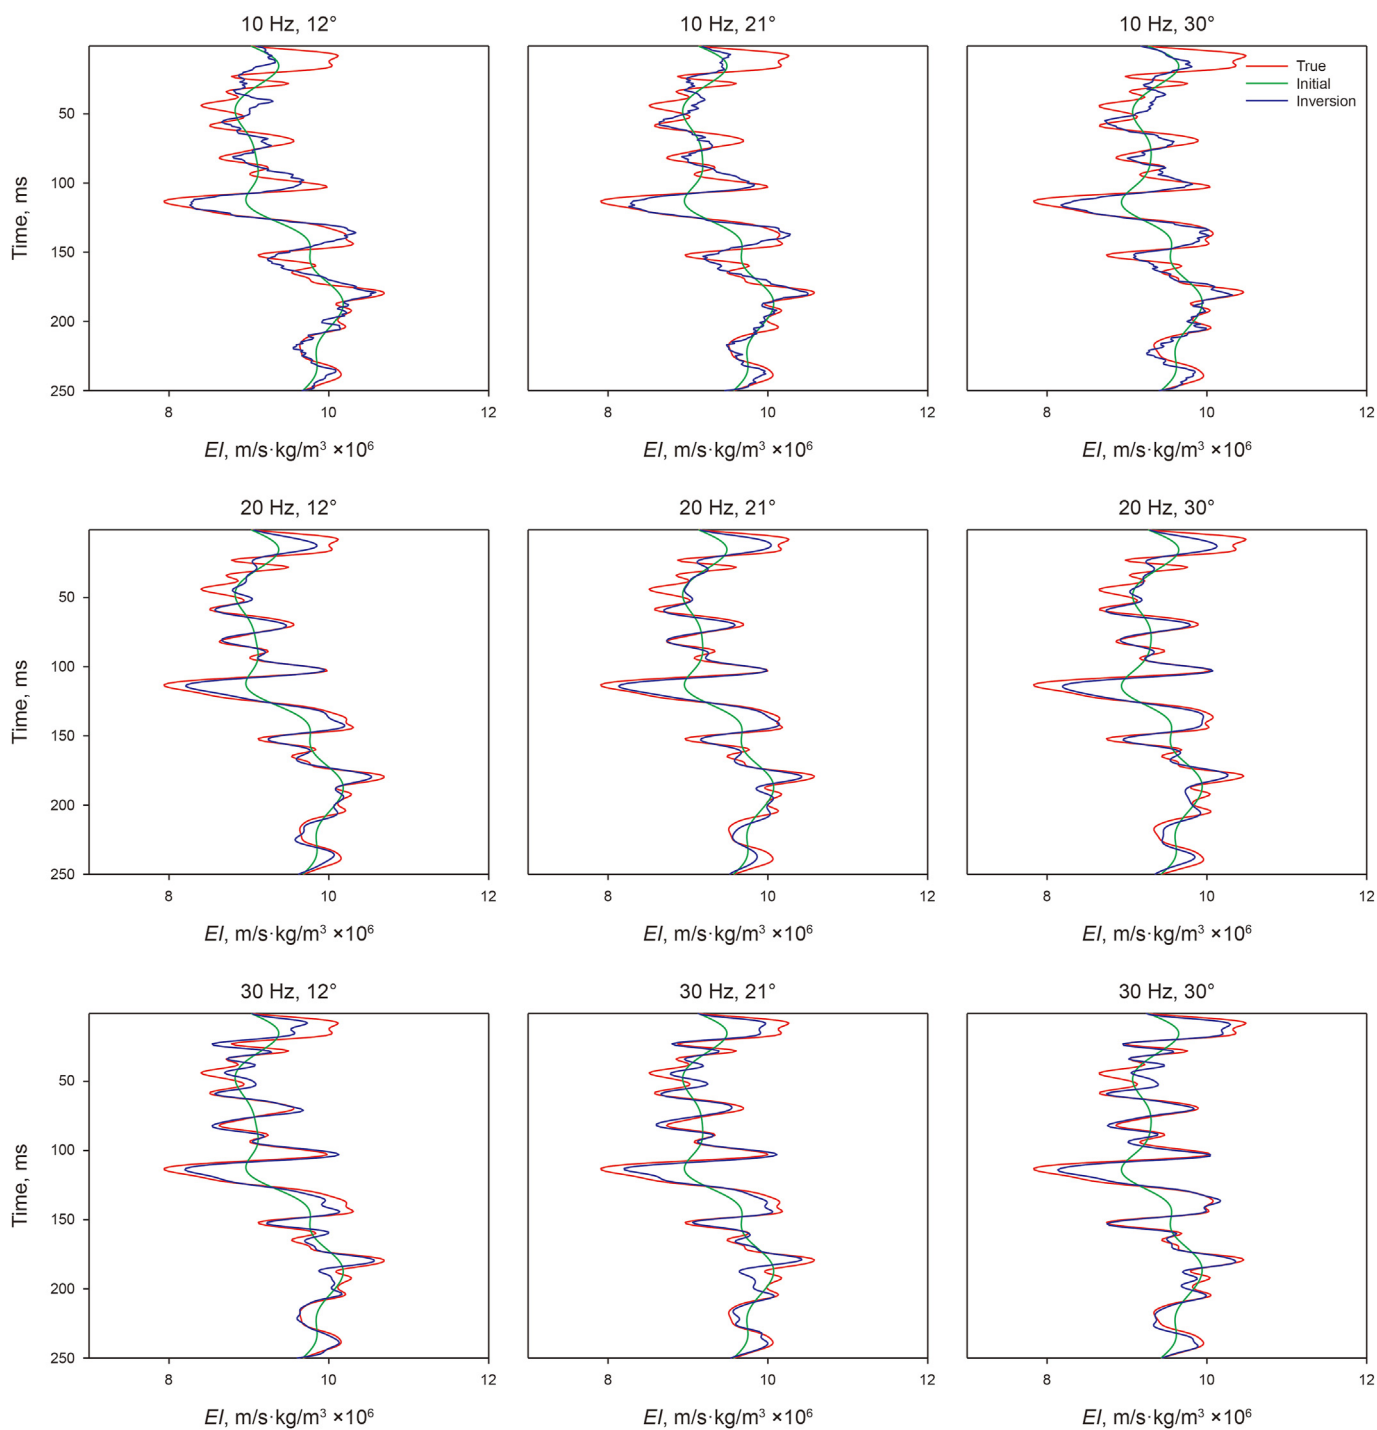 10 Hz, 12°
10 Hz, 21°
10 Hz, 30°
True
Initial
Inversion
50
100
150
200
250
Time, ms
8 10 12
8 10 12
8 10 12
EI, m/s·kg/m³ ×10⁶
EI, m/s·kg/m³ ×10⁶
EI, m/s·kg/m³ ×10⁶
20 Hz, 12°
20 Hz, 21°
20 Hz, 30°
50
100
150
200
250
Time, ms
8 10 12
8 10 12
8 10 12
EI, m/s·kg/m³ ×10⁶
EI, m/s·kg/m³ ×10⁶
EI, m/s·kg/m³ ×10⁶
30 Hz, 12°
30 Hz, 21°
30 Hz, 30°
50
100
150
200
250
Time, ms
8 10 12
8 10 12
8 10 12
EI, m/s·kg/m³ ×10⁶
EI, m/s·kg/m³ ×10⁶
EI, m/s·kg/m³ ×10⁶